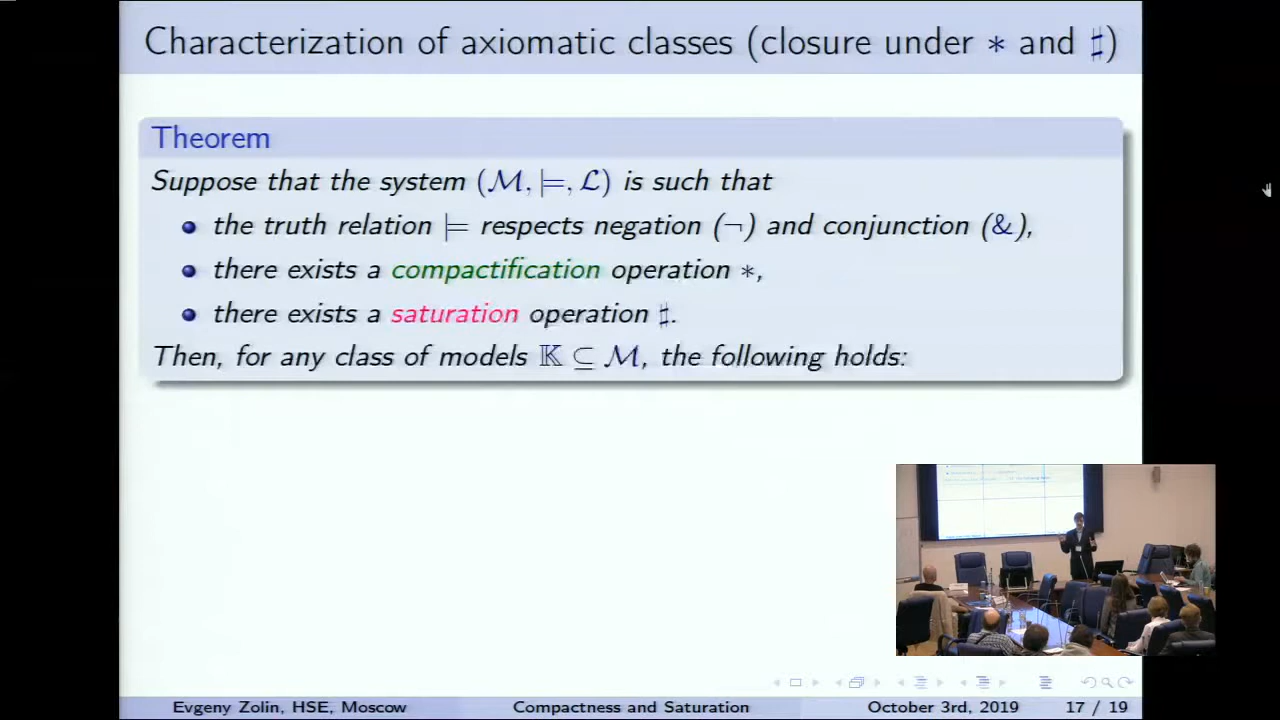 Characterization of axiomatic classes (closure under ∗ and ♯)
Theorem
Suppose that the system (ℳ, ⊨, ℒ) is such that
• the truth relation ⊨ respects negation (¬) and conjunction (&),
• there exists a compactification operation ∗,
• there exists a saturation operation ♯.
Then, for any class of models 𝕂 ⊆ ℳ, the following holds:
Evgeny Zolin, HSE, Moscow Compactness and Saturation October 3rd, 2019 17 / 19